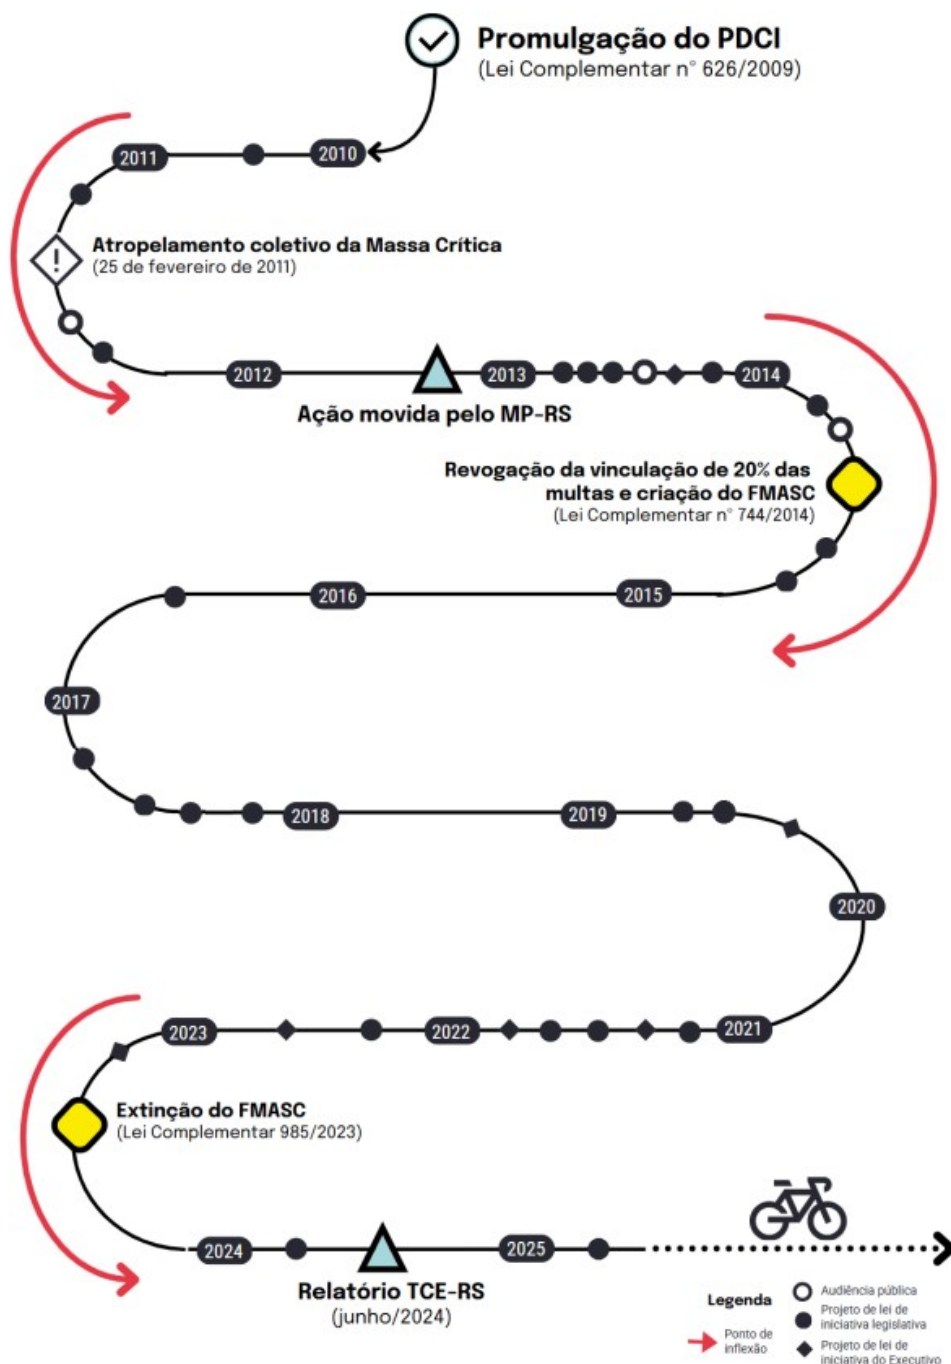 Promulgação do PDCI
(Lei Complementar n° 626/2009)
2011
2010
Atropelamento coletivo da Massa Crítica
(25 de fevereiro de 2011)
2012
2013
2014
Ação movida pelo MP-RS
Revogação da vinculação de 20% das
multas e criação do FMASC
(Lei Complementar n° 744/2014)
2016
2015
2017
2018
2019
2020
2023
2022
2021
Extinção do FMASC
(Lei Complementar 985/2023)
2024
2025
Relatório TCE-RS
(junho/2024)
Legenda
Ponto de
inflexão
Audiência pública
Projeto de lei de
iniciativa legislativa
Projeto de lei de
iniciativa do Executivo